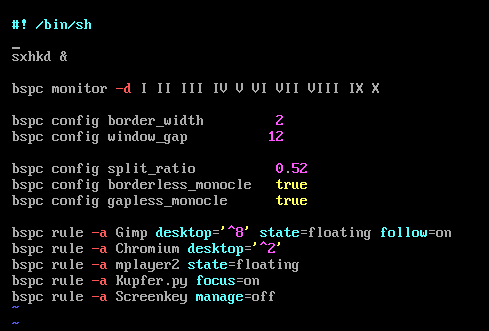 #! /bin/sh
sxhkd &
bspc monitor -d I II III IV V VI VII VIII IX X
bspc config border_width         2
bspc config window_gap          12
bspc config split_ratio          0.52
bspc config borderless_monocle   true
bspc config gapless_monocle      true
bspc rule -a Gimp desktop='^8' state=floating follow=on
bspc rule -a Chromium desktop='^2'
bspc rule -a mplayer2 state=floating
bspc rule -a Kupfer.py focus=on
bspc rule -a Screenkey manage=off
~
~